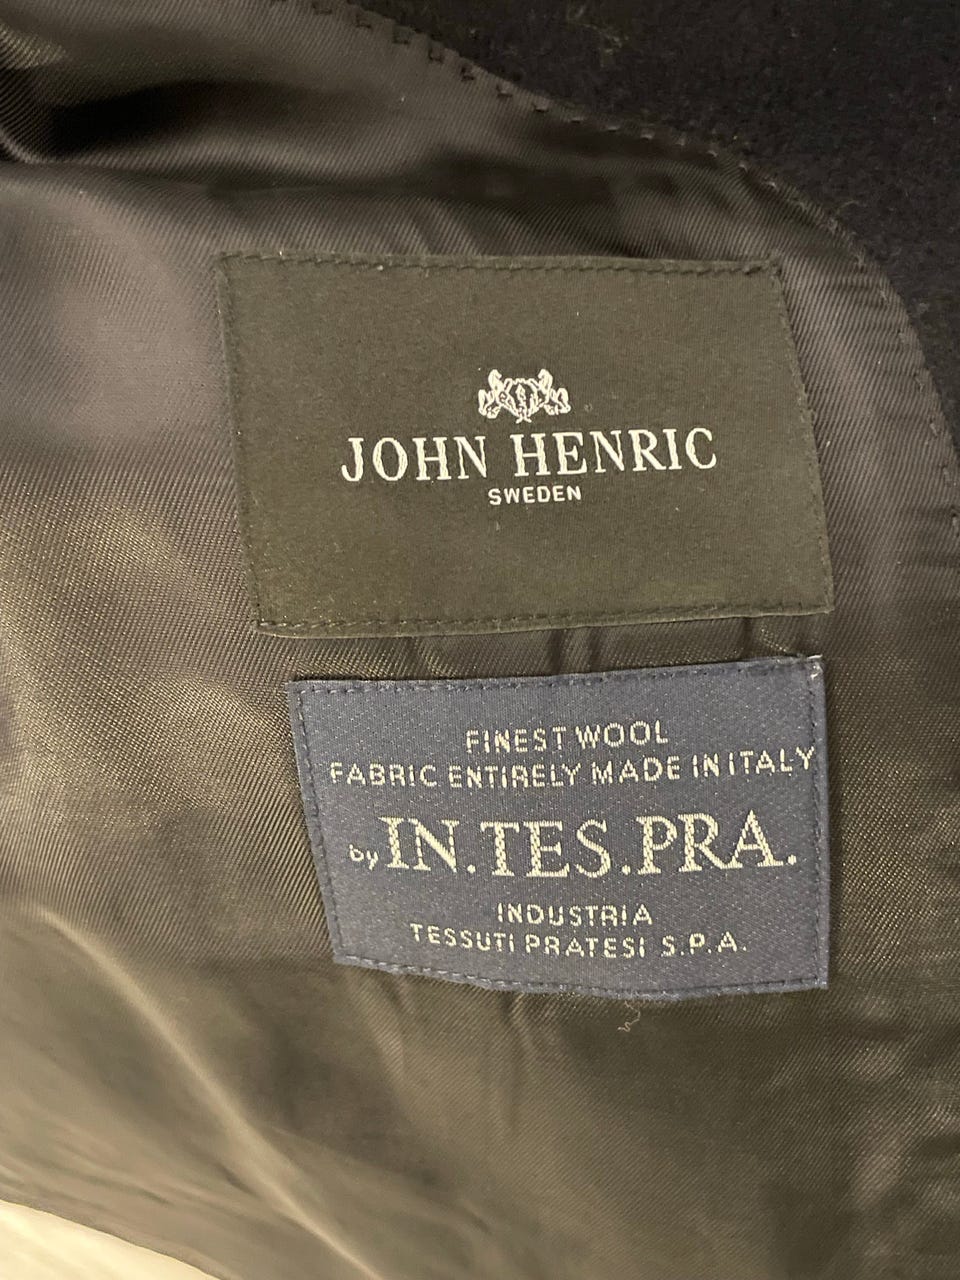 JOHN HENRIC
SWEDEN
FINEST WOOL
FABRIC ENTIRELY MADE IN ITALY
by IN.TES.PRA.
INDUSTRIA
TESSUTI PRATESI S.P.A.